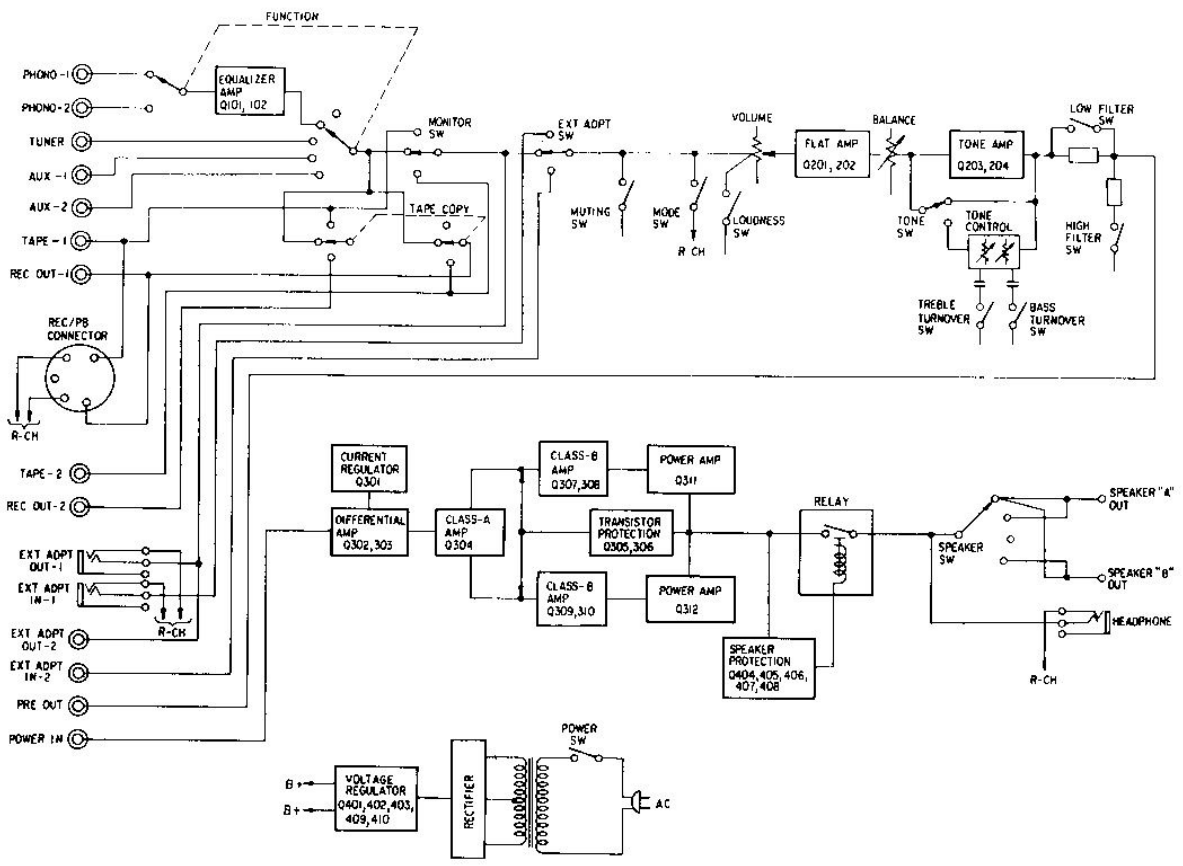 FUNCTION
PHONO-1
EQUALIZER
AMP
Q101, 102
PHONO-2
TUNER
AUX-1
AUX-2
TAPE-1
REC OUT-1
MONITOR
SW
EXT ADPT
SW
TAPE COPY
MUTING
SW
MODE
SW
R CH
VOLUME
LOUDNESS
SW
FLAT AMP
Q201, 202
BALANCE
TONE AMP
Q203, 204
LOW FILTER
SW
TONE
SW
TONE
CONTROL
HIGH
FILTER
SW
TREBLE
TURNOVER
SW
BASS
TURNOVER
SW
REC/PB
CONNECTOR
R-CH
TAPE-2
REC OUT-2
EXT ADPT
OUT-1
EXT ADPT
IN-1
R-CH
EXT ADPT
OUT-2
EXT ADPT
IN-2
PRE OUT
POWER IN
CURRENT
REGULATOR
Q301
DIFFERENTIAL
AMP
Q302,303
CLASS-A
AMP
Q304
CLASS-B
AMP
Q307,308
POWER AMP
Q311
TRANSISTOR
PROTECTION
Q305,306
CLASS-B
AMP
Q309,310
POWER AMP
Q312
RELAY
SPEAKER
PROTECTION
Q404,405,406,
407,408
SPEAKER
SW
SPEAKER "A"
OUT
SPEAKER "B"
OUT
HEADPHONE
R-CH
POWER
SW
B+
B+
VOLTAGE
REGULATOR
Q401,402,403,
409,410
RECTIFIER
AC